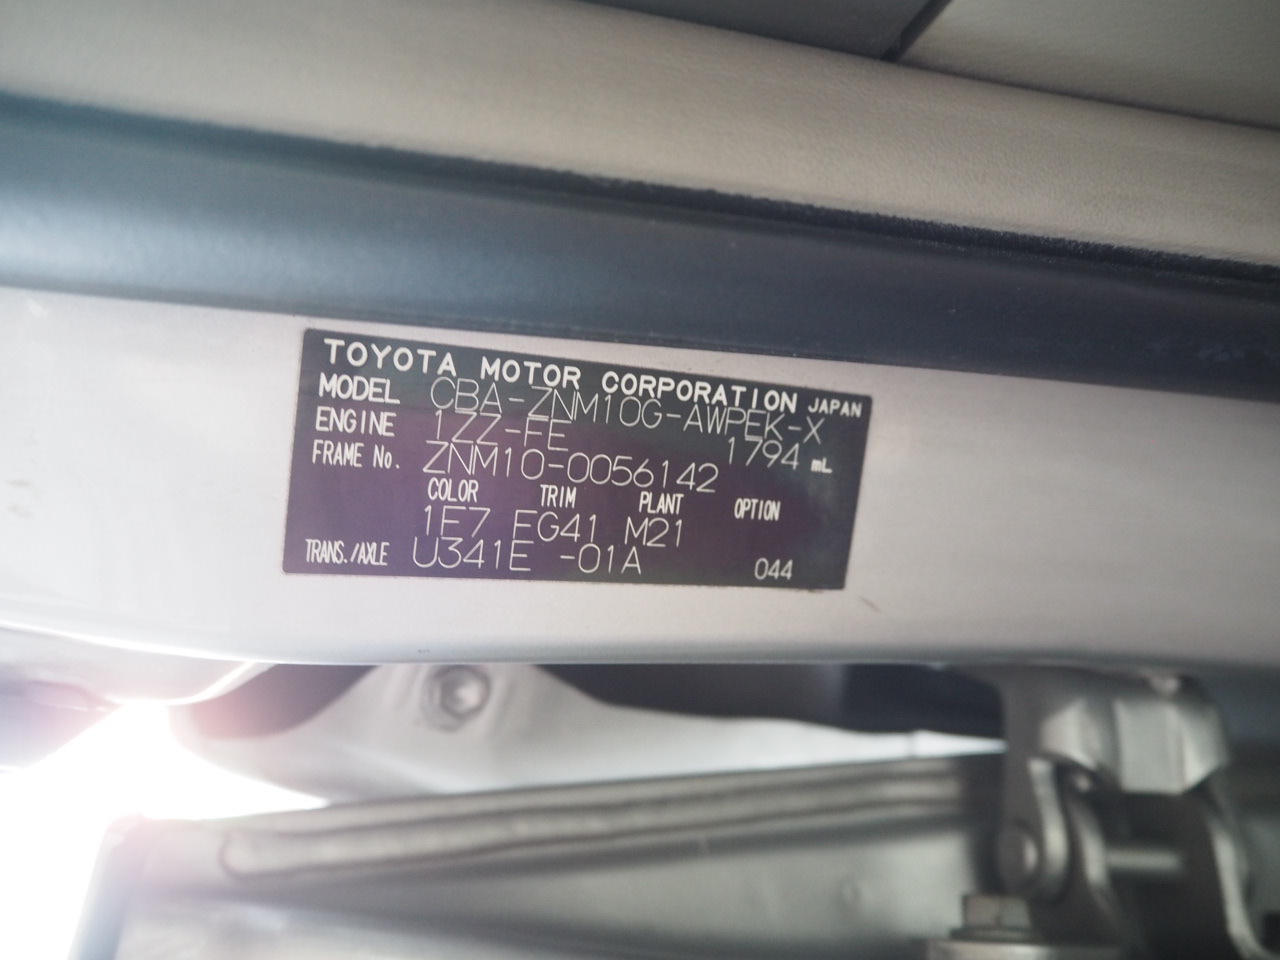 TOYOTA MOTOR CORPORATION JAPAN
MODEL CBA-ZNM10G-AWPEK-X
ENGINE 1ZZ-FE 1794 mL
FRAME No. ZNM10-0056142
COLOR TRIM PLANT OPTION
1E7 EG41 M21
TRANS./AXLE U341E -01A 044